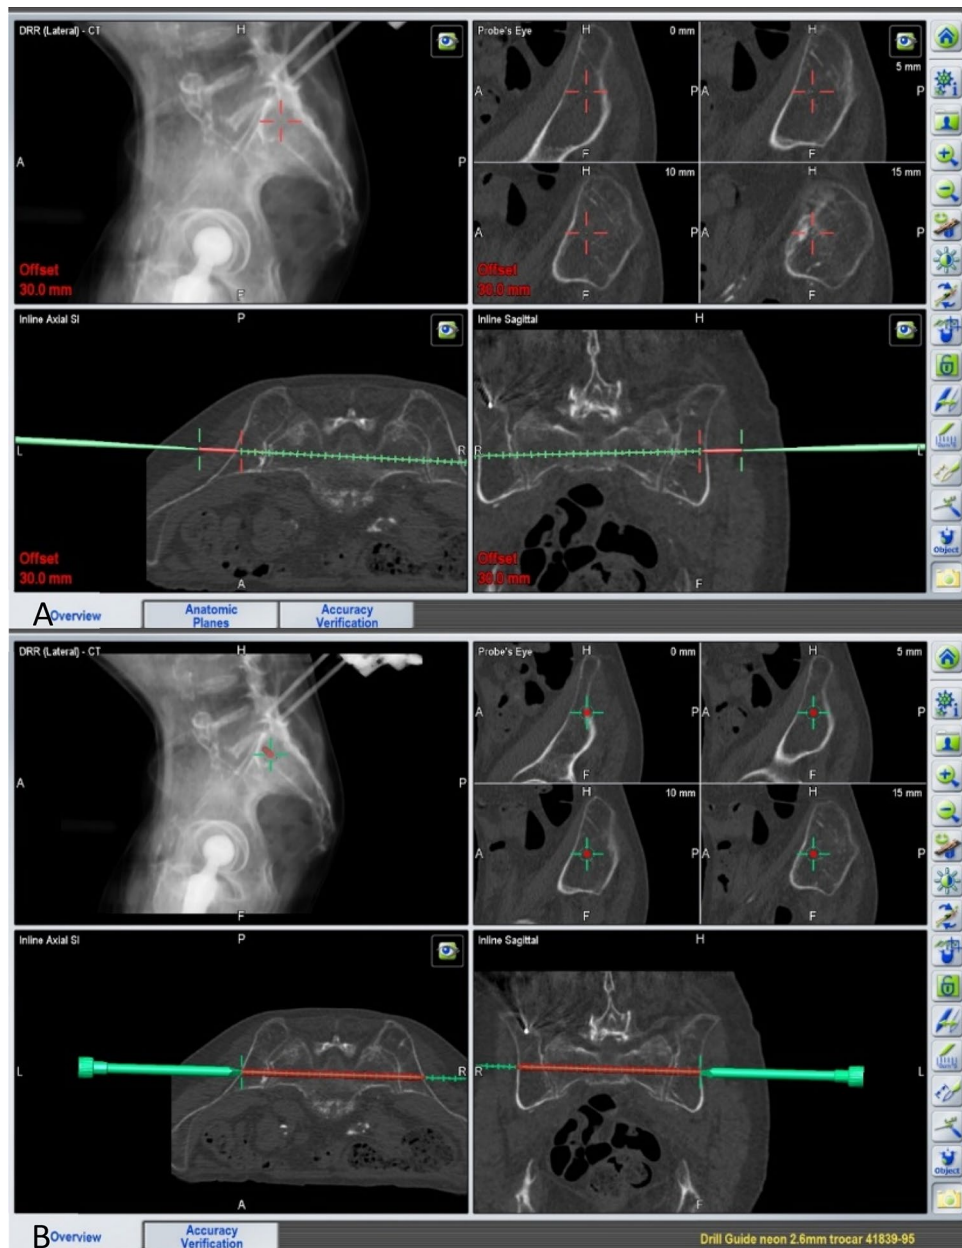 DRR (Lateral) - CT
H
A
P
Offset
30.0 mm
F
Probe's Eye
H
0 mm
A
P
F
H
5 mm
A
P
F
H
10 mm
A
P
Offset
30.0 mm
F
H
15 mm
A
P
F
Inline Axial SI
P
L
R
Offset
30.0 mm
A
Inline Sagittal
H
R
L
Offset
30.0 mm
F
Object
A
Overview
Anatomic
Planes
Accuracy
Verification
DRR (Lateral) - CT
H
A
P
F
Probe's Eye
H
0 mm
A
P
F
H
5 mm
A
P
F
H
10 mm
A
P
F
H
15 mm
A
P
F
Inline Axial SI
P
L
R
A
Inline Sagittal
H
R
L
F
Object
B
Overview
Accuracy
Verification
Drill Guide neon 2.6mm trocar 41839-95